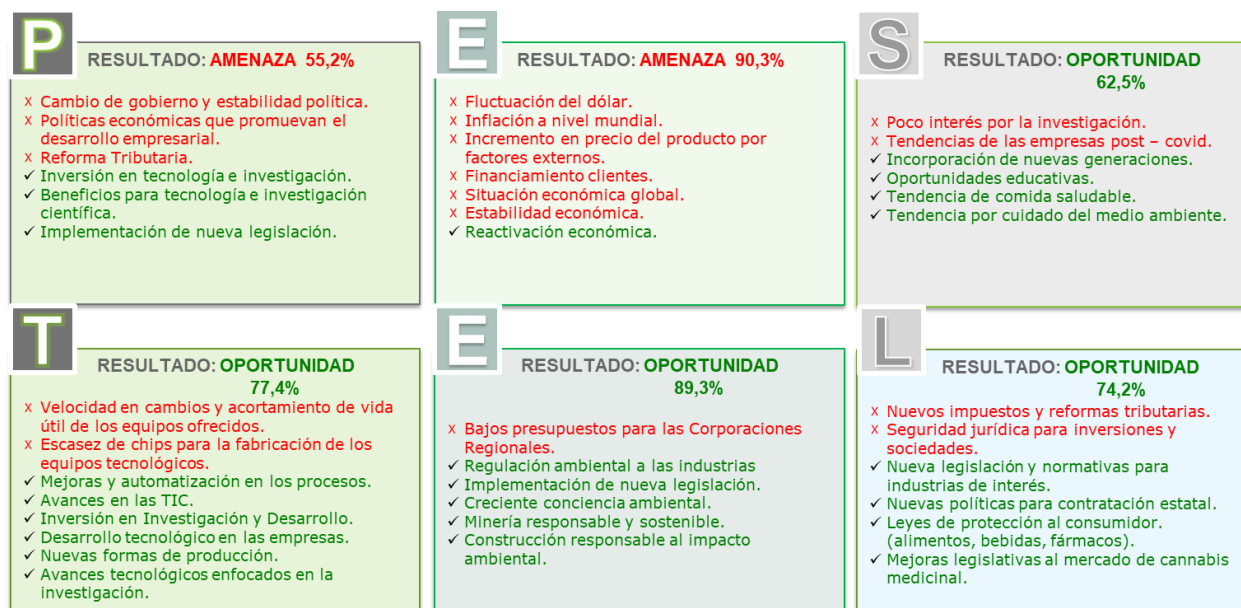 P
RESULTADO: AMENAZA 55,2%
x Cambio de gobierno y estabilidad política.
x Políticas económicas que promuevan el
desarrollo empresarial.
x Reforma Tributaria.
✓ Inversión en tecnología e investigación.
✓ Beneficios para tecnología e investigación
científica.
✓ Implementación de nueva legislación.
E
RESULTADO: AMENAZA 90,3%
x Fluctuación del dólar.
x Inflación a nivel mundial.
x Incremento en precio del producto por
factores externos.
x Financiamiento clientes.
x Situación económica global.
x Estabilidad económica.
✓ Reactivación económica.
S
RESULTADO: OPORTUNIDAD
62,5%
x Poco interés por la investigación.
x Tendencias de las empresas post – covid.
✓ Incorporación de nuevas generaciones.
✓ Oportunidades educativas.
✓ Tendencia de comida saludable.
✓ Tendencia por cuidado del medio ambiente.
T
RESULTADO: OPORTUNIDAD
77,4%
x Velocidad en cambios y acortamiento de vida
útil de los equipos ofrecidos.
x Escasez de chips para la fabricación de los
equipos tecnológicos.
✓ Mejoras y automatización en los procesos.
✓ Avances en las TIC.
✓ Inversión en Investigación y Desarrollo.
✓ Desarrollo tecnológico en las empresas.
✓ Nuevas formas de producción.
✓ Avances tecnológicos enfocados en la
investigación.
E
RESULTADO: OPORTUNIDAD
89,3%
x Bajos presupuestos para las Corporaciones
Regionales.
✓ Regulación ambiental a las industrias
✓ Implementación de nueva legislación.
✓ Creciente conciencia ambiental.
✓ Minería responsable y sostenible.
✓ Construcción responsable al impacto
ambiental.
L
RESULTADO: OPORTUNIDAD
74,2%
x Nuevos impuestos y reformas tributarias.
x Seguridad jurídica para inversiones y
sociedades.
✓ Nueva legislación y normativas para
industrias de interés.
✓ Nuevas políticas para contratación estatal.
✓ Leyes de protección al consumidor.
(alimentos, bebidas, fármacos).
✓ Mejoras legislativas al mercado de cannabis
medicinal.